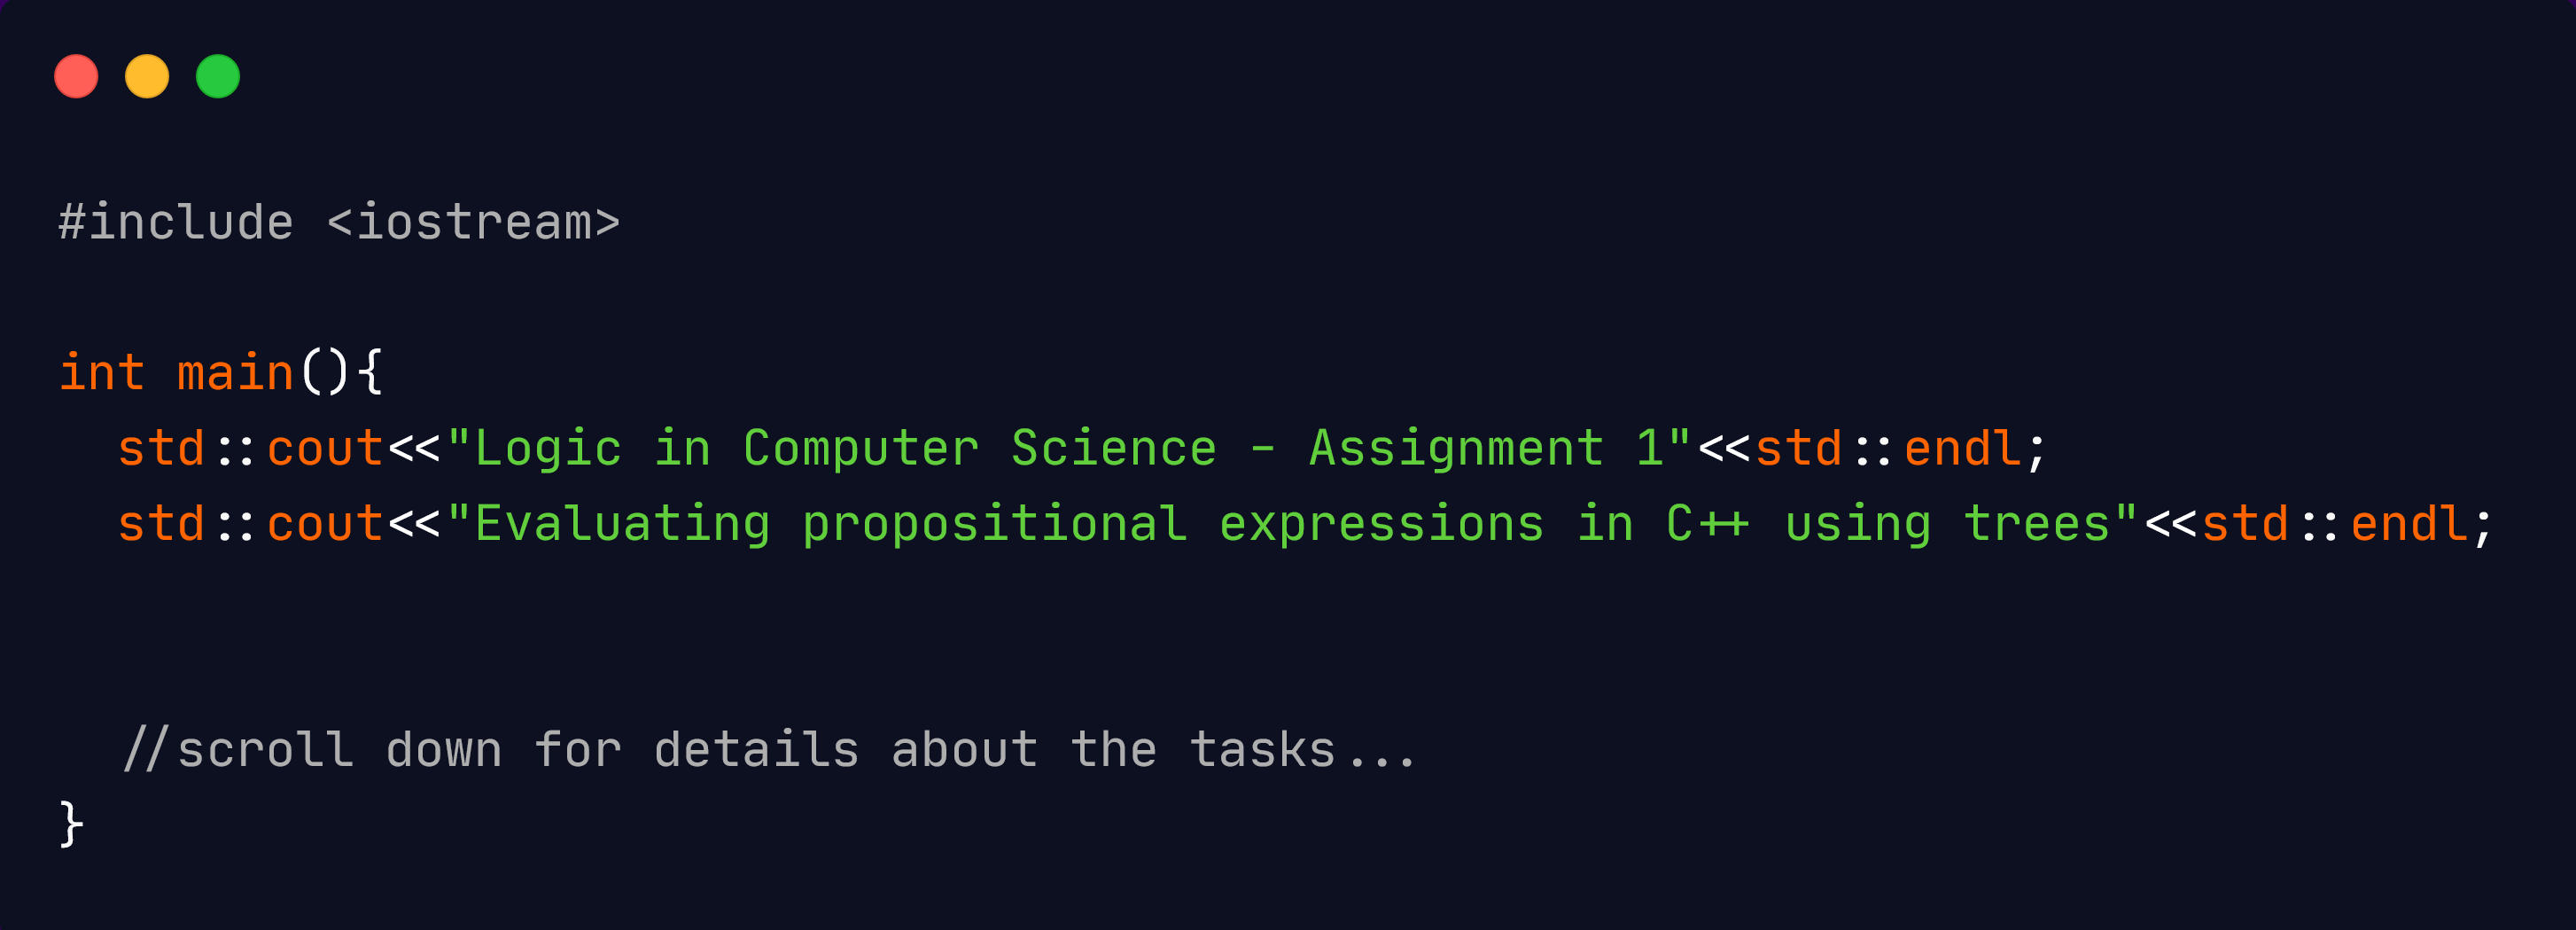 #include <iostream>
int main(){
  std::cout<<"Logic in Computer Science - Assignment 1"<<std::endl;
  std::cout<<"Evaluating propositional expressions in C++ using trees"<<std::endl;
  //scroll down for details about the tasks...
}